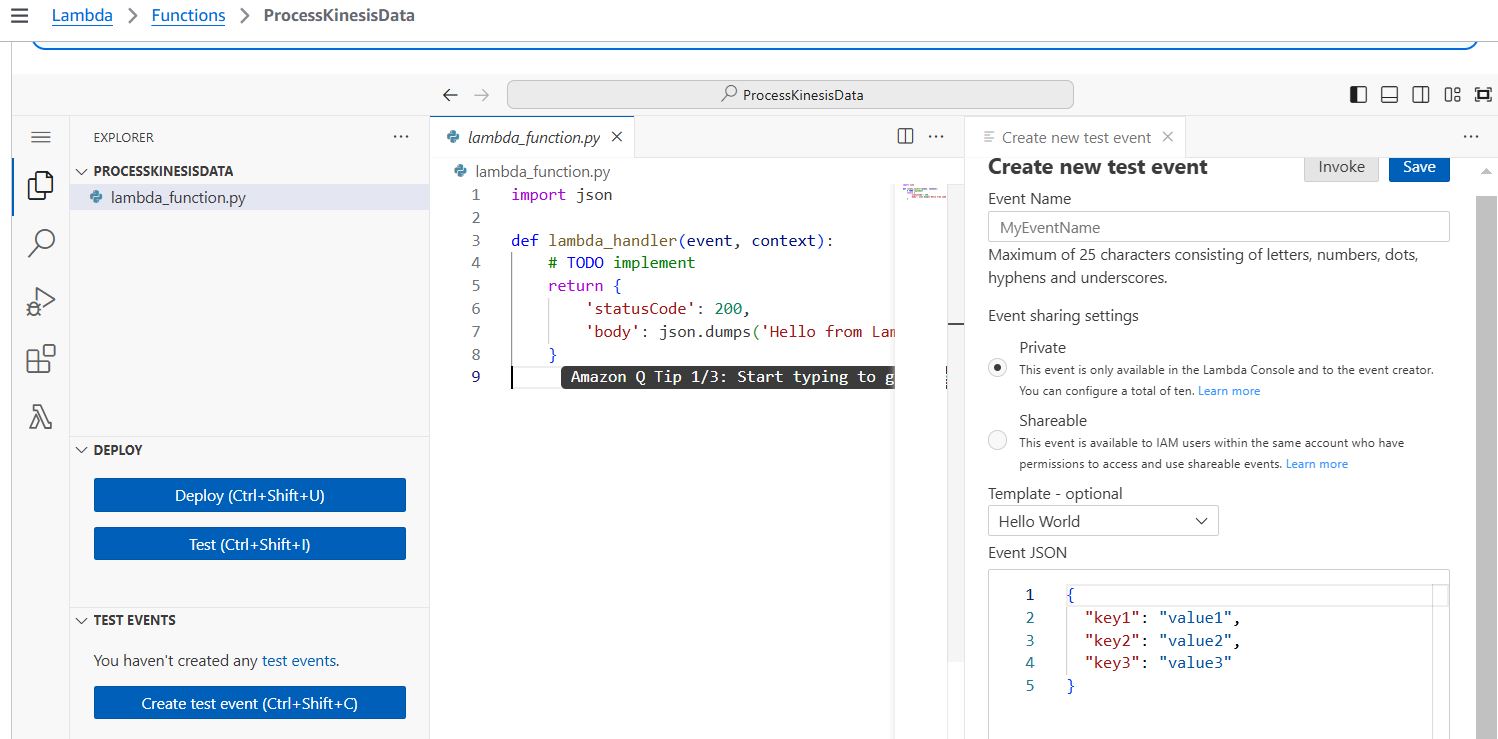 Lambda > Functions > ProcessKinesisData
ProcessKinesisData
EXPLORER
PROCESSKINESISDATA
lambda_function.py
DEPLOY
Deploy (Ctrl+Shift+U)
Test (Ctrl+Shift+I)
TEST EVENTS
You haven't created any test events.
Create test event (Ctrl+Shift+C)
lambda_function.py
lambda_function.py
1 import json
2
3 def lambda_handler(event, context):
4 # TODO implement
5 return {
6 'statusCode': 200,
7 'body': json.dumps('Hello from Lam
8 }
9 Amazon Q Tip 1/3: Start typing to g
Create new test event
Create new test event
Invoke
Save
Event Name
MyEventName
Maximum of 25 characters consisting of letters, numbers, dots,
hyphens and underscores.
Event sharing settings
Private
This event is only available in the Lambda Console and to the event creator.
You can configure a total of ten. Learn more
Shareable
This event is available to IAM users within the same account who have
permissions to access and use shareable events. Learn more
Template - optional
Hello World
Event JSON
1 {
2 "key1": "value1",
3 "key2": "value2",
4 "key3": "value3"
5 }